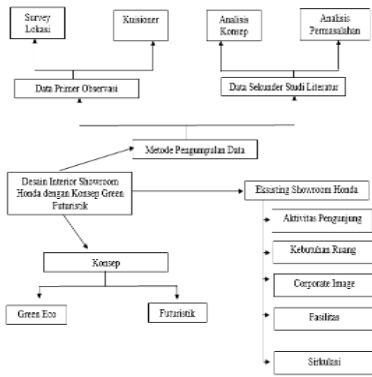 Survey
Lokasi
Kuisioner
Analisis
Konsep
Analisis
Permasalahan
Data Primer Observasi
Data Sekunder Studi Literatur
Metode Pengumpulan Data
Desain Interior Showroom
Honda dengan Konsep Green
Futuristik
Eksisting Showroom Honda
Aktivitas Pengunjung
Kebutuhan Ruang
Corporate Image
Fasilitas
Sirkulasi
Konsep
Green Eco
Futuristik